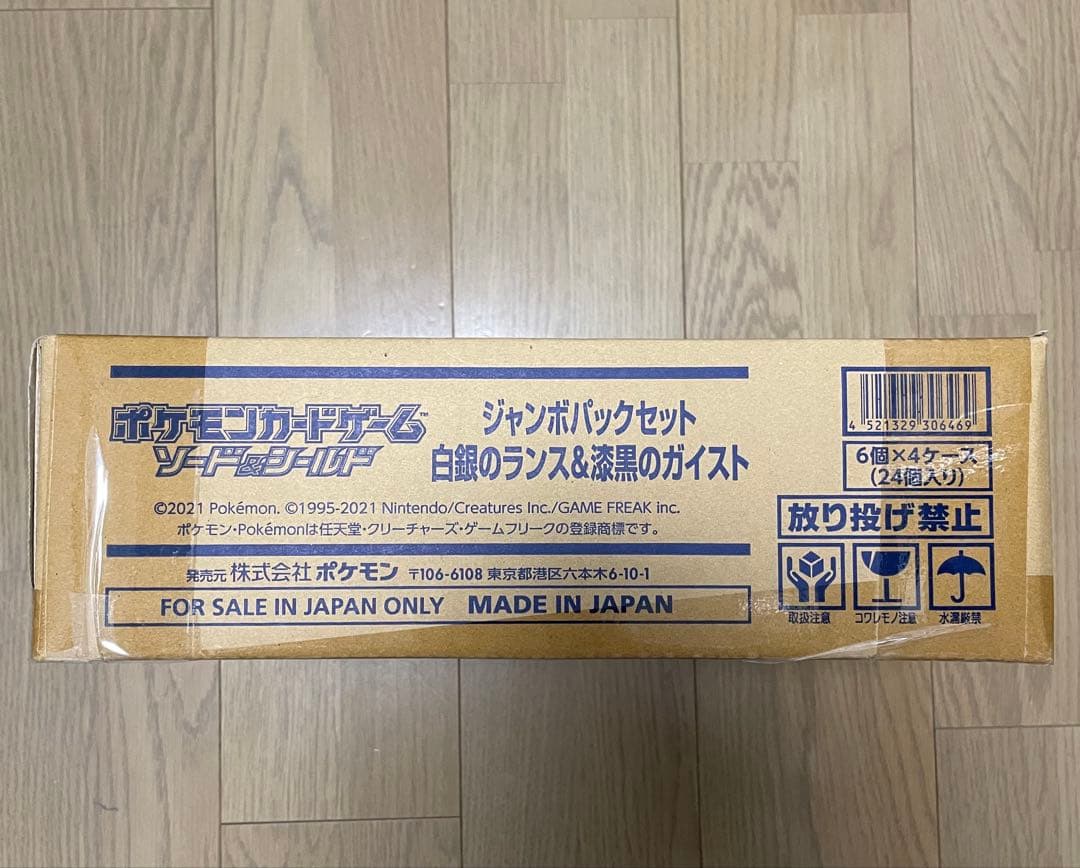 ポケモンカードゲーム™
ソード&シールド
ジャンボパックセット
白銀のランス&漆黒のガイスト
©2021 Pokémon. ©1995-2021 Nintendo/Creatures Inc./GAME FREAK inc.
ポケモン・Pokémonは任天堂・クリーチャーズ・ゲームフリークの登録商標です。
発売元 株式会社 ポケモン 〒106-6108 東京都港区六本木6-10-1
FOR SALE IN JAPAN ONLY MADE IN JAPAN
4 521329 306469
6個×4ケース
(24個入り)
放り投げ禁止
取扱注意 コワレモノ注意 水濡厳禁